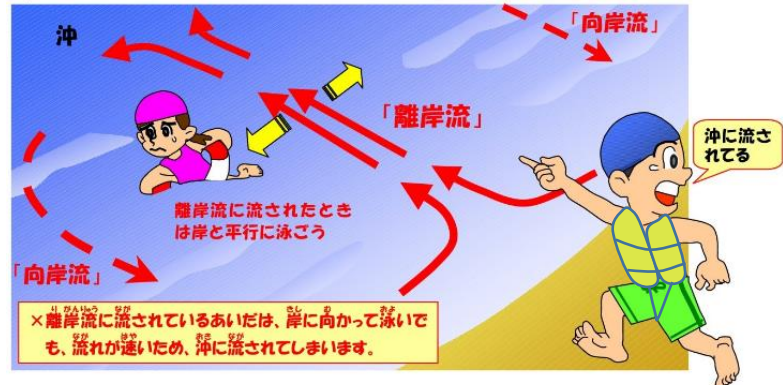 沖
「向岸流」
「離岸流」
沖に流さ
れてる
離岸流に流されたとき
は岸と平行に泳ごう
「向岸流」
×離岸流に流されているあいだは、岸に向かって泳いで
も、流れが速いため、沖に流されてしまいます。